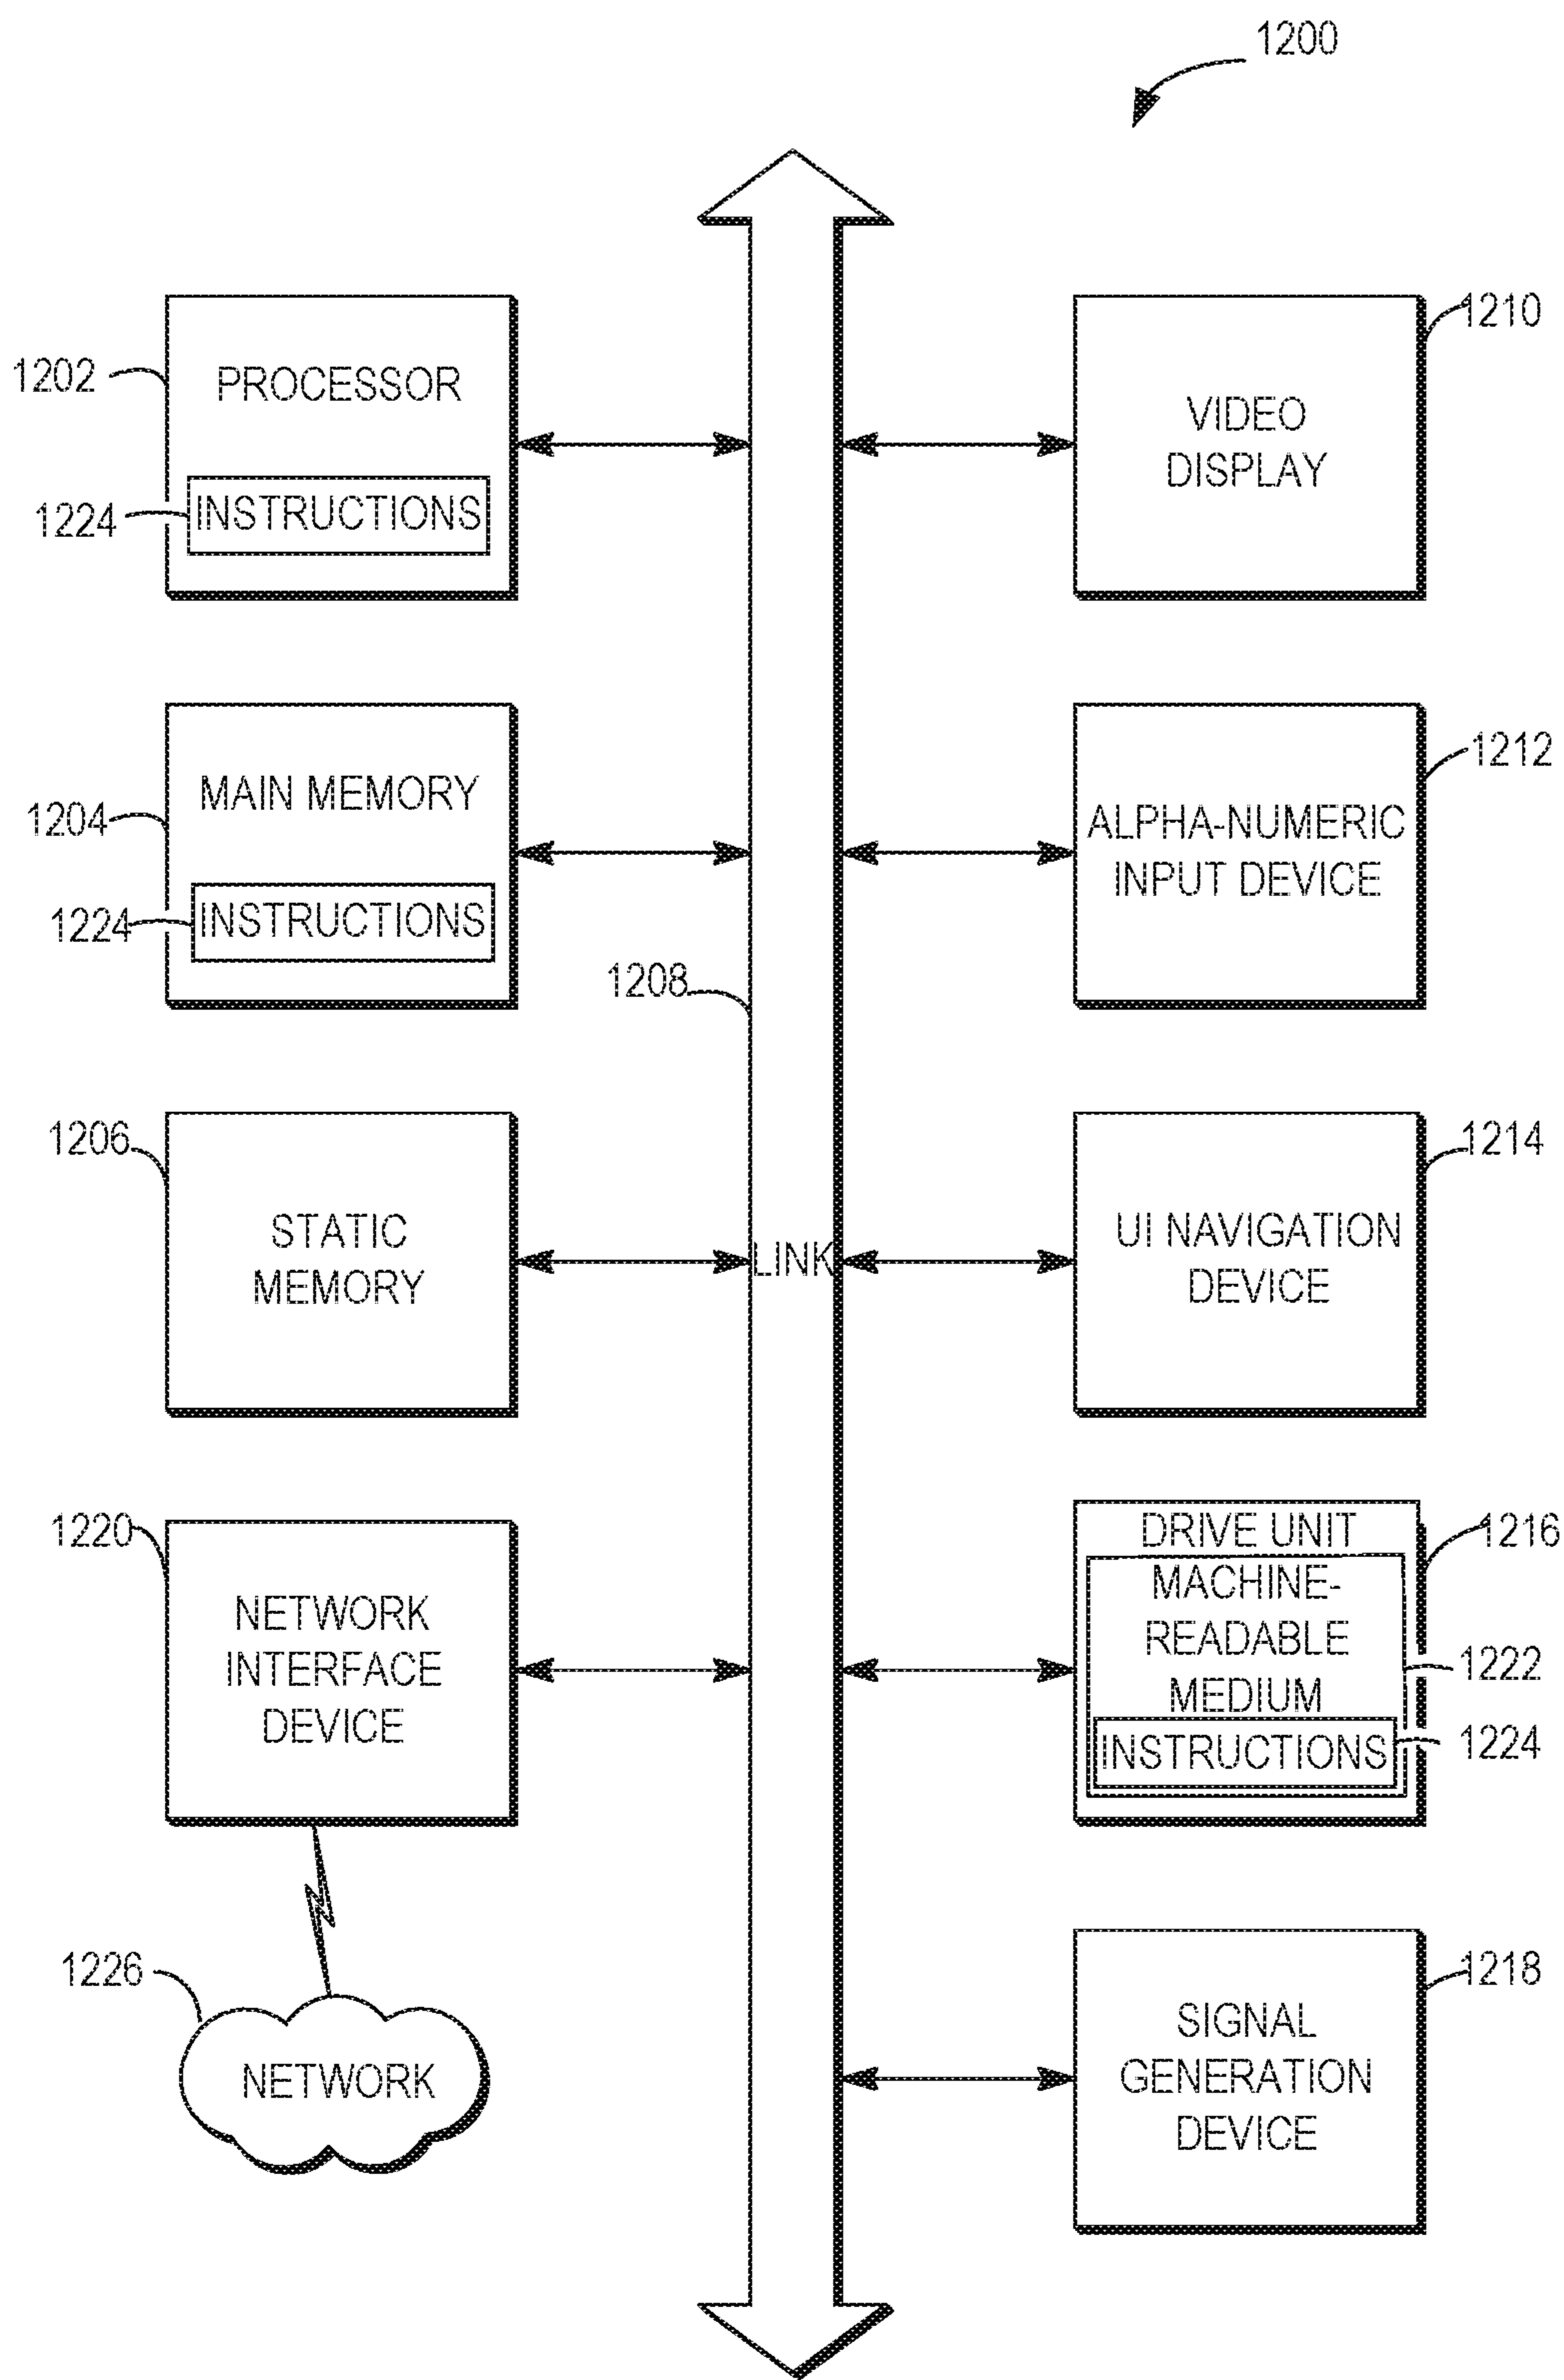 1200
1202
PROCESSOR
1224
INSTRUCTIONS
1204
MAIN MEMORY
1224
INSTRUCTIONS
1206
STATIC
MEMORY
1220
NETWORK
INTERFACE
DEVICE
1226
NETWORK
1208
LINK
1210
VIDEO
DISPLAY
1212
ALPHA-NUMERIC
INPUT DEVICE
1214
UI NAVIGATION
DEVICE
1216
DRIVE UNIT
MACHINE-
READABLE
MEDIUM
1222
INSTRUCTIONS
1224
1218
SIGNAL
GENERATION
DEVICE